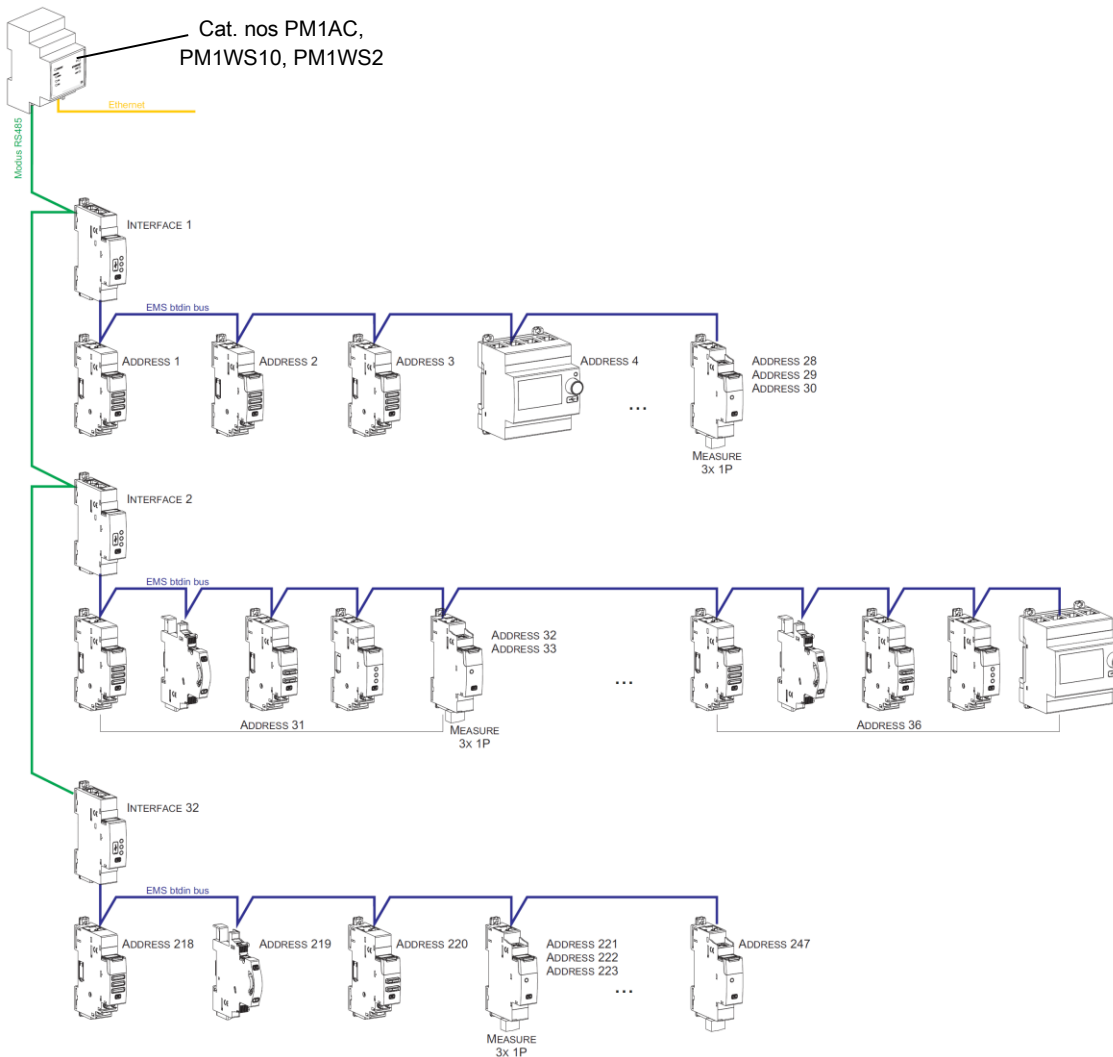 Cat. nos PM1AC,
PM1WS10, PM1WS2
Ethernet
Modus RS485
INTERFACE 1
EMS btdin bus
ADDRESS 1
ADDRESS 2
ADDRESS 3
ADDRESS 4
...
ADDRESS 28
ADDRESS 29
ADDRESS 30
MEASURE
3X 1P
INTERFACE 2
EMS btdin bus
ADDRESS 32
ADDRESS 33
...
ADDRESS 31
MEASURE
3X 1P
ADDRESS 36
INTERFACE 32
EMS btdin bus
ADDRESS 218
ADDRESS 219
ADDRESS 220
ADDRESS 221
ADDRESS 222
ADDRESS 223
...
ADDRESS 247
MEASURE
3X 1P